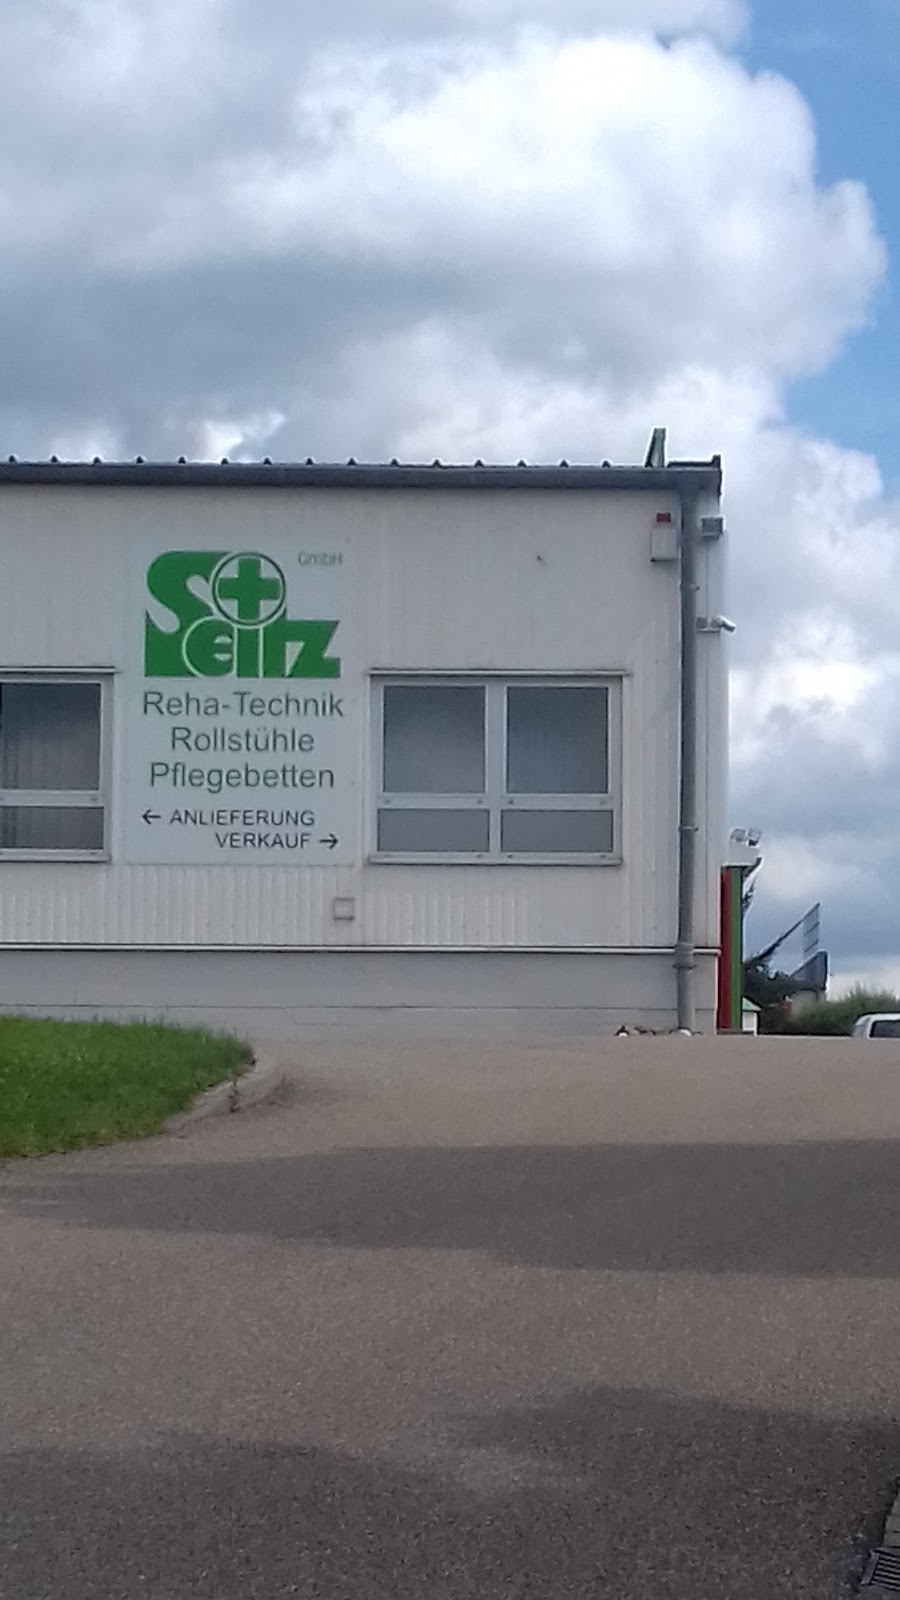 Seitz GmbH
Reha-Technik
Rollstühle
Pflegebetten
← ANLIEFERUNG
VERKAUF →